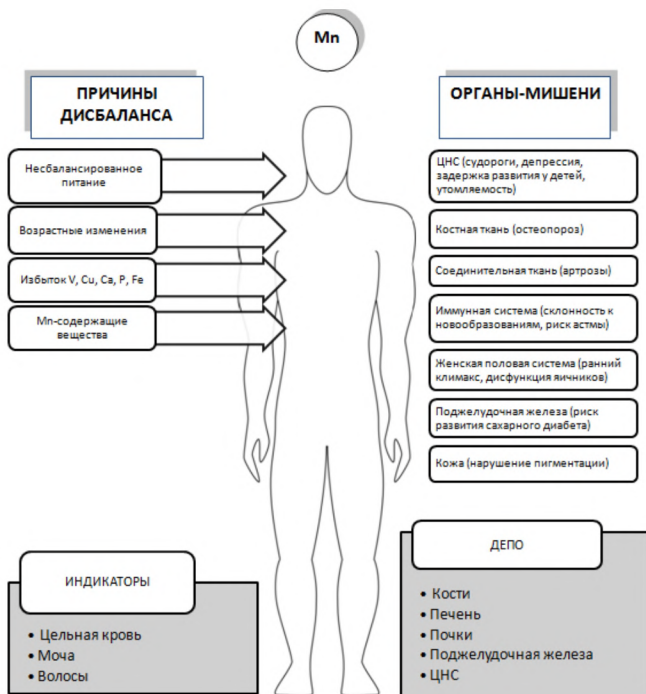 Mn
ПРИЧИНЫ
ДИСБАЛАНСА
Несбалансированное
питание
Возрастные изменения
Избыток V, Cu, Ca, P, Fe
Mn-содержащие
вещества
ОРГАНЫ-МИШЕНИ
ЦНС (судороги, депрессия,
задержка развития у детей,
утомляемость)
Костная ткань (остеопороз)
Соединительная ткань (артрозы)
Иммунная система (склонность к
новообразованиям, риск астмы)
Женская половая система (ранний
климакс, дисфункция яичников)
Поджелудочная железа (риск
развития сахарного диабета)
Кожа (нарушение пигментации)
ИНДИКАТОРЫ
• Цельная кровь
• Моча
• Волосы
ДЕПО
• Кости
• Печень
• Почки
• Поджелудочная железа
• ЦНС